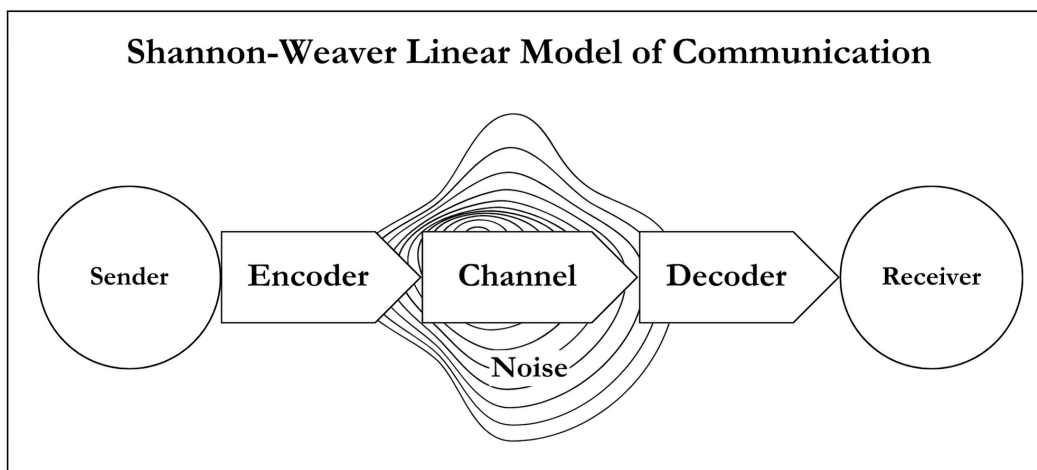 Shannon-Weaver Linear Model of Communication
Sender
Encoder
Channel
Decoder
Receiver
Noise